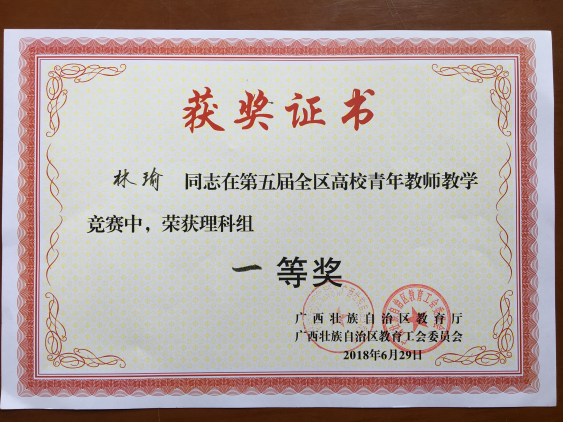 获奖证书
林瑜 同志在第五届全区高校青年教师教学
竞赛中，荣获理科组
一等奖
广西壮族自治区教育厅
广西壮族自治区教育工会委员会
2018年6月29日